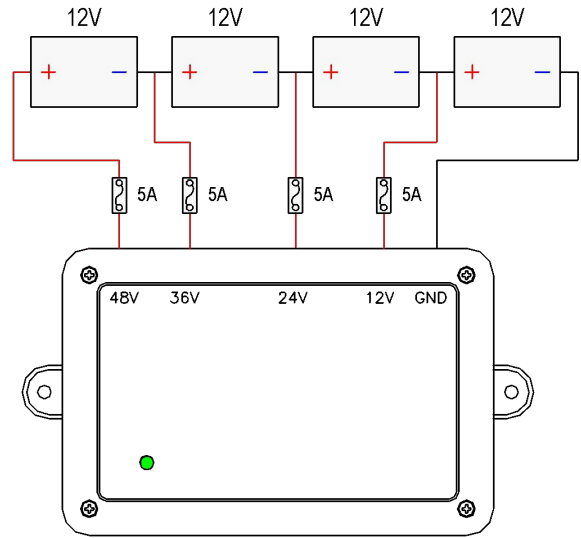 12V 12V 12V 12V
+ − + − + − + −
5A 5A 5A 5A
48V 36V 24V 12V GND